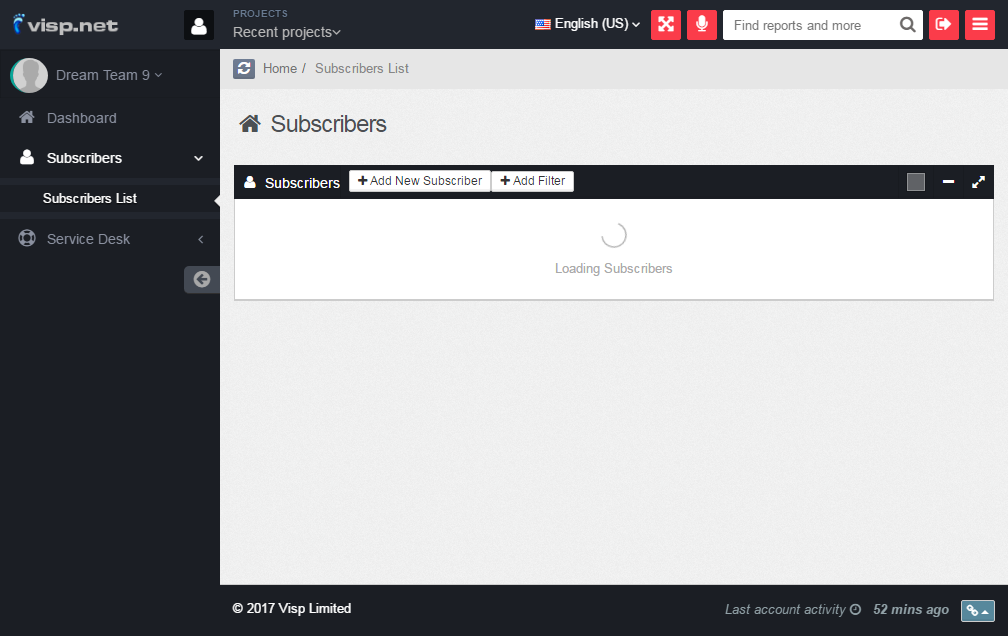 visp.net
PROJECTS
Recent projects
English (US)
Find reports and more
Dream Team 9
Dashboard
Subscribers
Subscribers List
Service Desk
Home / Subscribers List
Subscribers
Subscribers
Add New Subscriber
Add Filter
Loading Subscribers
© 2017 Visp Limited
Last account activity 52 mins ago